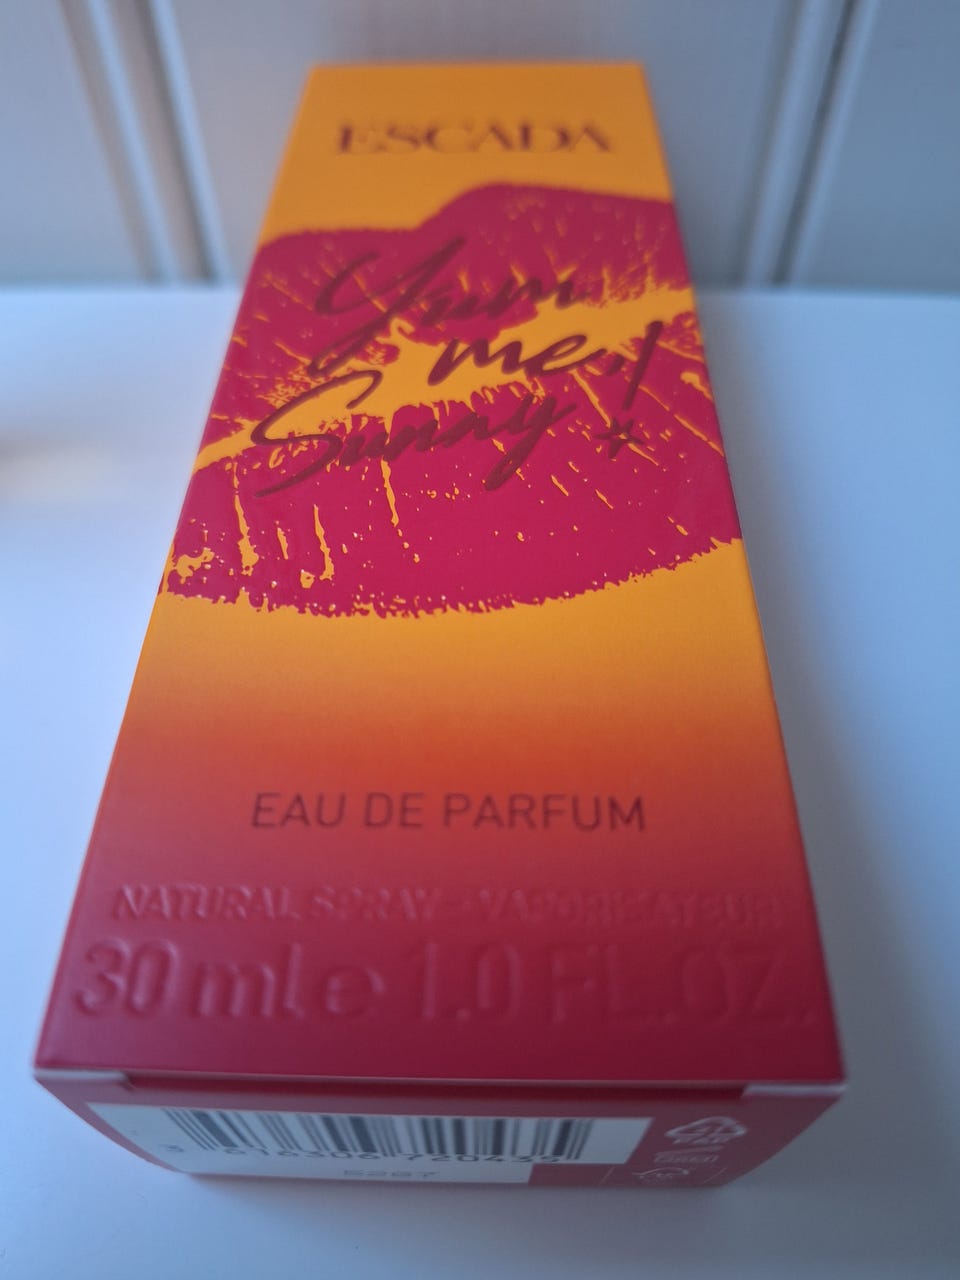 ESCADA
Yum
me!
Sunny
EAU DE PARFUM
NATURAL SPRAY - VAPORISATEUR
30 ml e 1.0 FL.OZ.